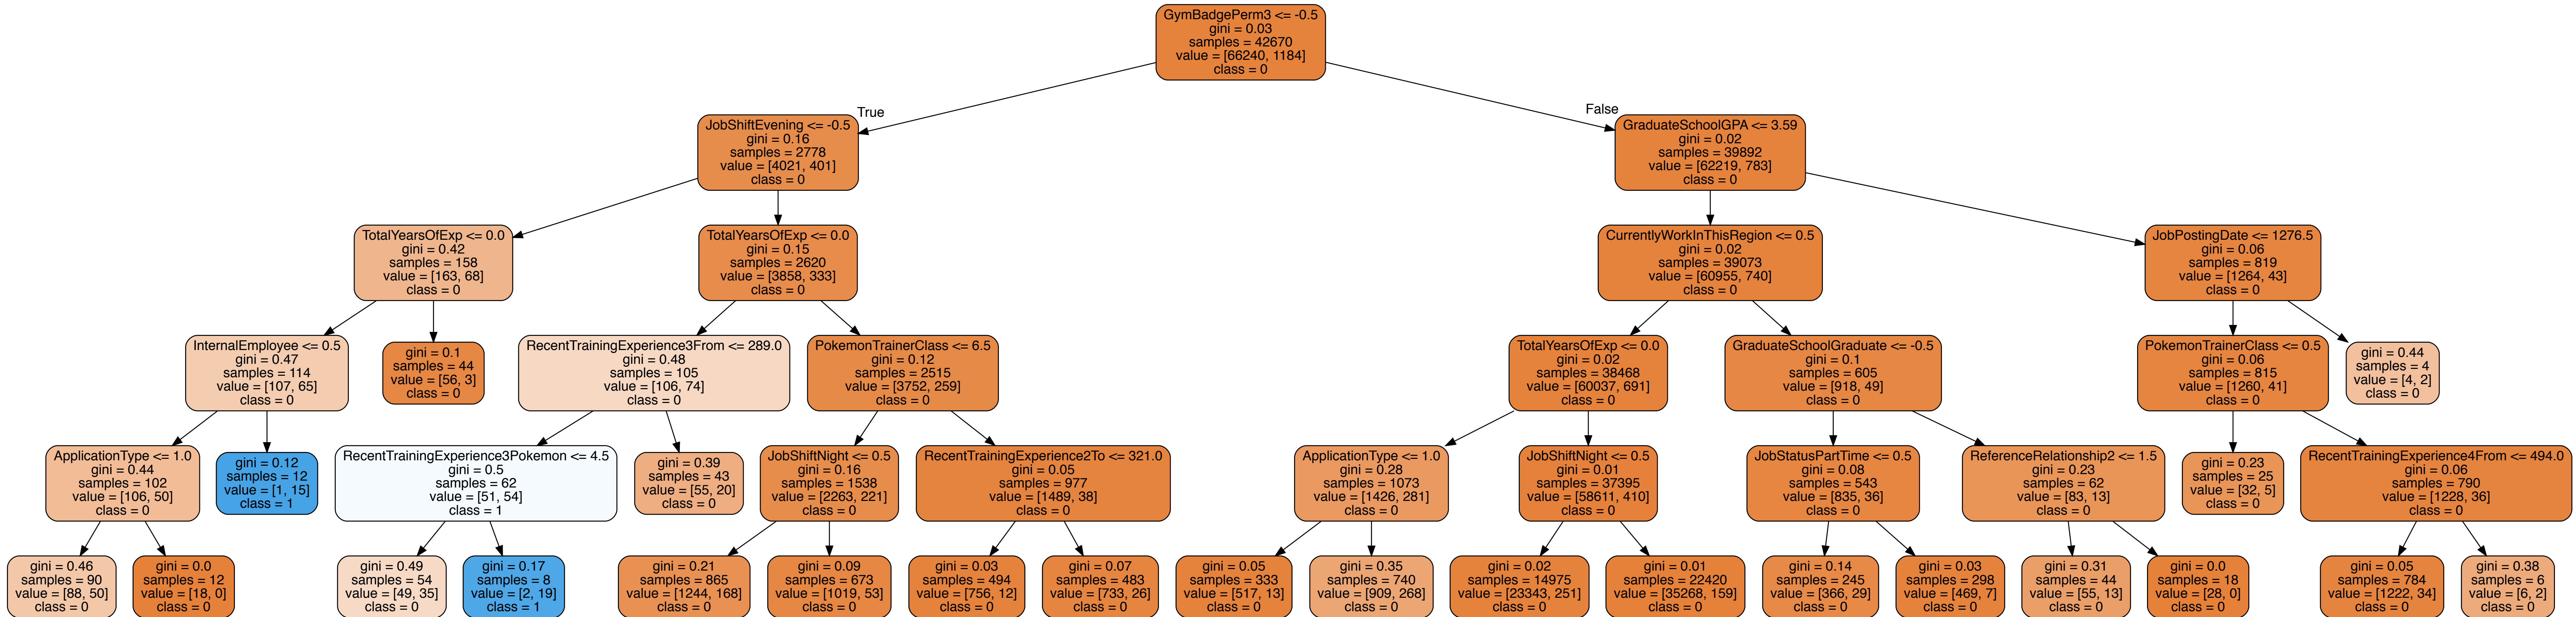 GymBadgePerm3 <= -0.5
gini = 0.03
samples = 42670
value = [66240, 1184]
class = 0
True
False
JobShiftEvening <= -0.5
gini = 0.16
samples = 2778
value = [4021, 401]
class = 0
GraduateSchoolGPA <= 3.59
gini = 0.02
samples = 39892
value = [62219, 783]
class = 0
TotalYearsOfExp <= 0.0
gini = 0.42
samples = 158
value = [163, 68]
class = 0
TotalYearsOfExp <= 0.0
gini = 0.15
samples = 2620
value = [3858, 333]
class = 0
CurrentlyWorkInThisRegion <= 0.5
gini = 0.02
samples = 39073
value = [60955, 740]
class = 0
JobPostingDate <= 1276.5
gini = 0.06
samples = 819
value = [1264, 43]
class = 0
InternalEmployee <= 0.5
gini = 0.47
samples = 114
value = [107, 65]
class = 0
gini = 0.1
samples = 44
value = [56, 3]
class = 0
RecentTrainingExperience3From <= 289.0
gini = 0.48
samples = 105
value = [106, 74]
class = 0
PokemonTrainerClass <= 6.5
gini = 0.12
samples = 2515
value = [3752, 259]
class = 0
TotalYearsOfExp <= 0.0
gini = 0.02
samples = 38468
value = [60037, 691]
class = 0
GraduateSchoolGraduate <= -0.5
gini = 0.1
samples = 605
value = [918, 49]
class = 0
PokemonTrainerClass <= 0.5
gini = 0.06
samples = 815
value = [1260, 41]
class = 0
gini = 0.44
samples = 4
value = [4, 2]
class = 0
ApplicationType <= 1.0
gini = 0.44
samples = 102
value = [106, 50]
class = 0
gini = 0.12
samples = 12
value = [1, 15]
class = 1
RecentTrainingExperience3Pokemon <= 4.5
gini = 0.5
samples = 62
value = [51, 54]
class = 1
gini = 0.39
samples = 43
value = [55, 20]
class = 0
JobShiftNight <= 0.5
gini = 0.16
samples = 1538
value = [2263, 221]
class = 0
RecentTrainingExperience2To <= 321.0
gini = 0.05
samples = 977
value = [1489, 38]
class = 0
ApplicationType <= 1.0
gini = 0.28
samples = 1073
value = [1426, 281]
class = 0
JobShiftNight <= 0.5
gini = 0.01
samples = 37395
value = [58611, 410]
class = 0
JobStatusPartTime <= 0.5
gini = 0.08
samples = 543
value = [835, 36]
class = 0
ReferenceRelationship2 <= 1.5
gini = 0.23
samples = 62
value = [83, 13]
class = 0
gini = 0.23
samples = 25
value = [32, 5]
class = 0
RecentTrainingExperience4From <= 494.0
gini = 0.06
samples = 790
value = [1228, 36]
class = 0
gini = 0.46
samples = 90
value = [88, 50]
class = 0
gini = 0.0
samples = 12
value = [18, 0]
class = 0
gini = 0.49
samples = 54
value = [49, 35]
class = 0
gini = 0.17
samples = 8
value = [2, 19]
class = 1
gini = 0.21
samples = 865
value = [1244, 168]
class = 0
gini = 0.09
samples = 673
value = [1019, 53]
class = 0
gini = 0.03
samples = 494
value = [756, 12]
class = 0
gini = 0.07
samples = 483
value = [733, 26]
class = 0
gini = 0.05
samples = 333
value = [517, 13]
class = 0
gini = 0.35
samples = 740
value = [909, 268]
class = 0
gini = 0.02
samples = 14975
value = [23343, 251]
class = 0
gini = 0.01
samples = 22420
value = [35268, 159]
class = 0
gini = 0.14
samples = 245
value = [366, 29]
class = 0
gini = 0.03
samples = 298
value = [469, 7]
class = 0
gini = 0.31
samples = 44
value = [55, 13]
class = 0
gini = 0.0
samples = 18
value = [28, 0]
class = 0
gini = 0.05
samples = 784
value = [1222, 34]
class = 0
gini = 0.38
samples = 6
value = [6, 2]
class = 0